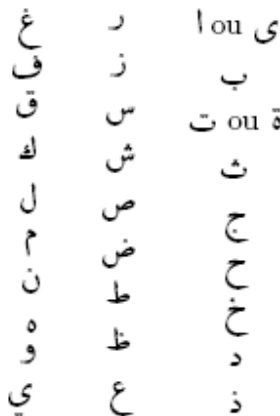 ى ou ا
ب
ة ou ت
ث
ج
ح
خ
د
ذ
ر
ز
س
ش
ص
ض
ط
ظ
ع
غ
ف
ق
ك
ل
م
ن
ه
و
ي